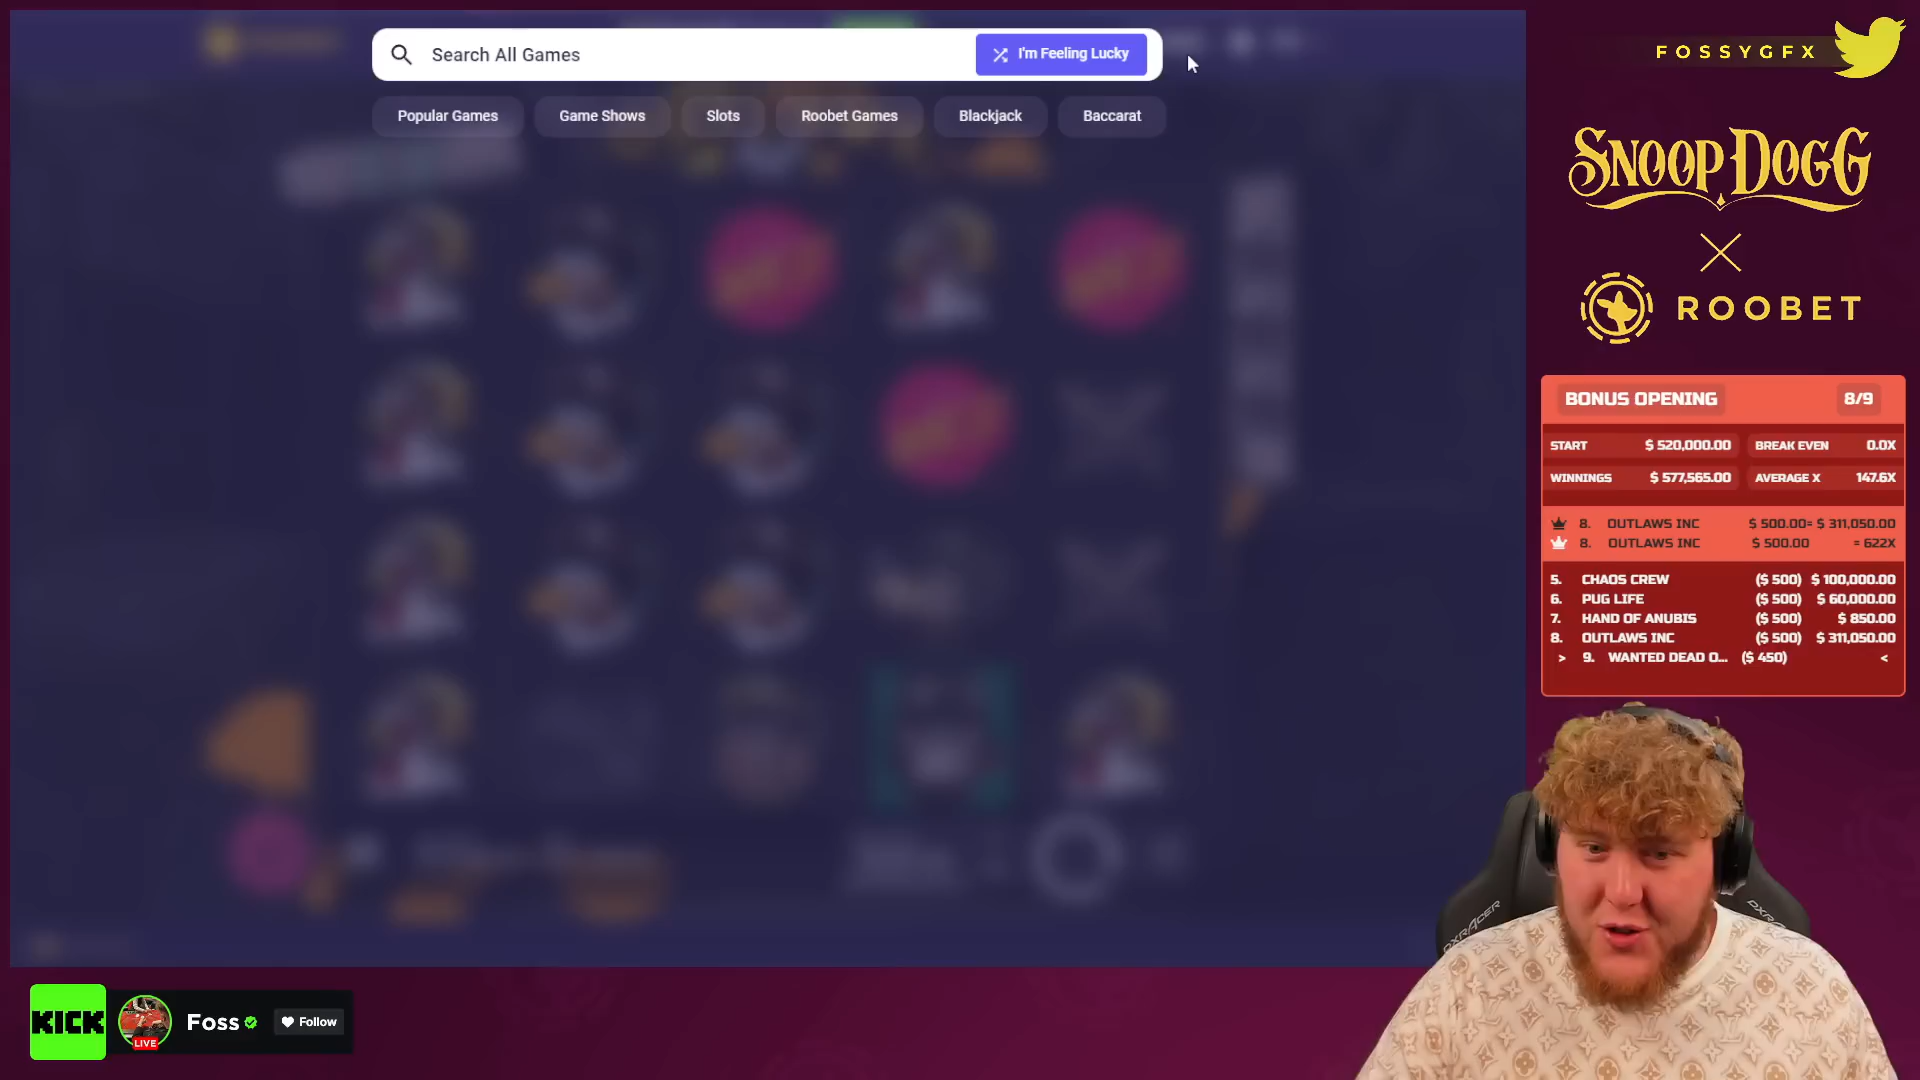 Search All Games
I'm Feeling Lucky
Popular Games
Game Shows
Slots
Roobet Games
Blackjack
Baccarat
FOSSYGFX
SNOOP DOGG
ROOBET
BONUS OPENING 8/9
START $ 520,000.00 BREAK EVEN 0.0X
WINNINGS $ 577,565.00 AVERAGE X 147.6X
8. OUTLAWS INC $ 500.00= $ 311,050.00
8. OUTLAWS INC $ 500.00 = 622X
5. CHAOS CREW ($ 500) $ 100,000.00
6. PUG LIFE ($ 500) $ 60,000.00
7. HAND OF ANUBIS ($ 500) $ 850.00
8. OUTLAWS INC ($ 500) $ 311,050.00
> 9. WANTED DEAD O... ($ 450) <
DXRACER
KICK
LIVE
Foss
Follow